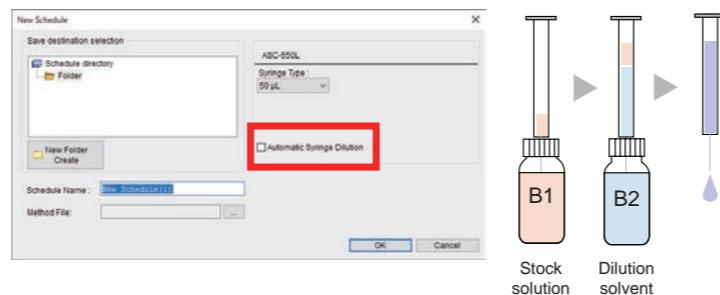 New Schedule
Save destination selection
Schedule directory
Folder
New Folder
Create
ASC-550L
Syringe Type :
50 µL
Automatic Syringe Dilution
Schedule Name :
New Schedule(1)
Method File:
...
OK
Cancel
B1
B2
Stock
solution
Dilution
solvent